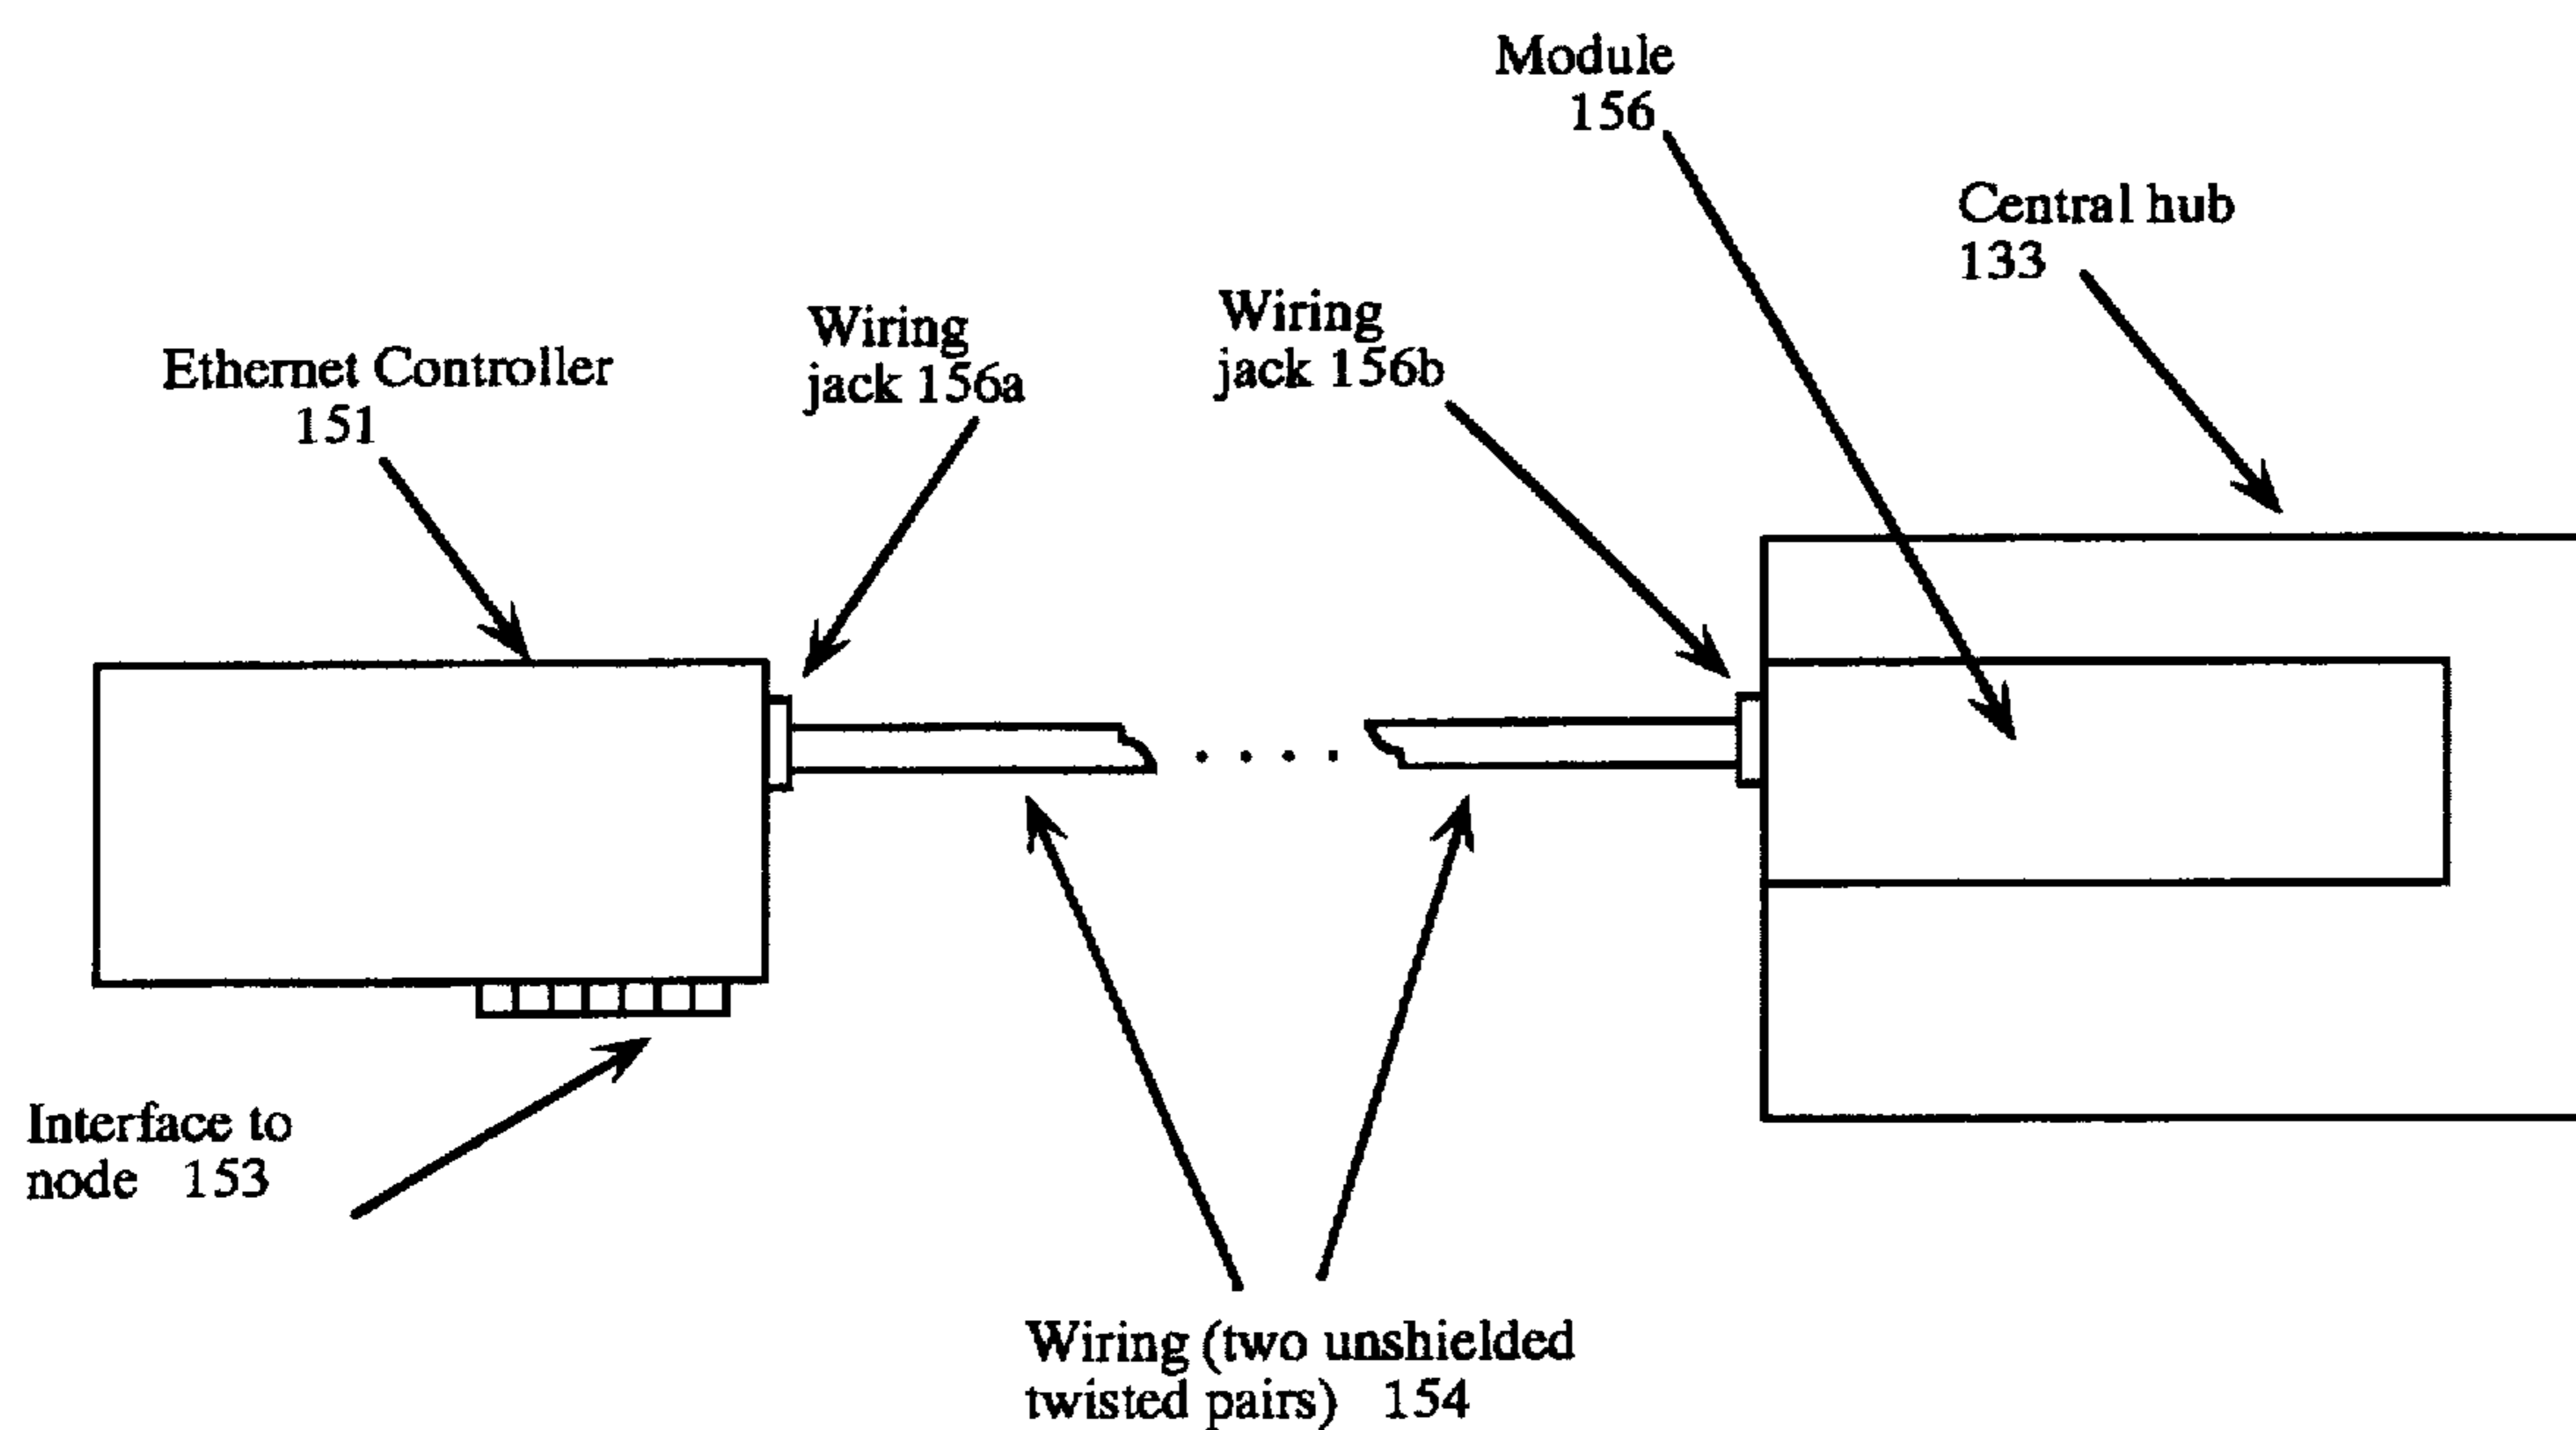 Module
156
Central hub
133
Wiring
jack 156b
Wiring
jack 156a
Ethernet Controller
151
Interface to
node 153
Wiring (two unshielded
twisted pairs) 154